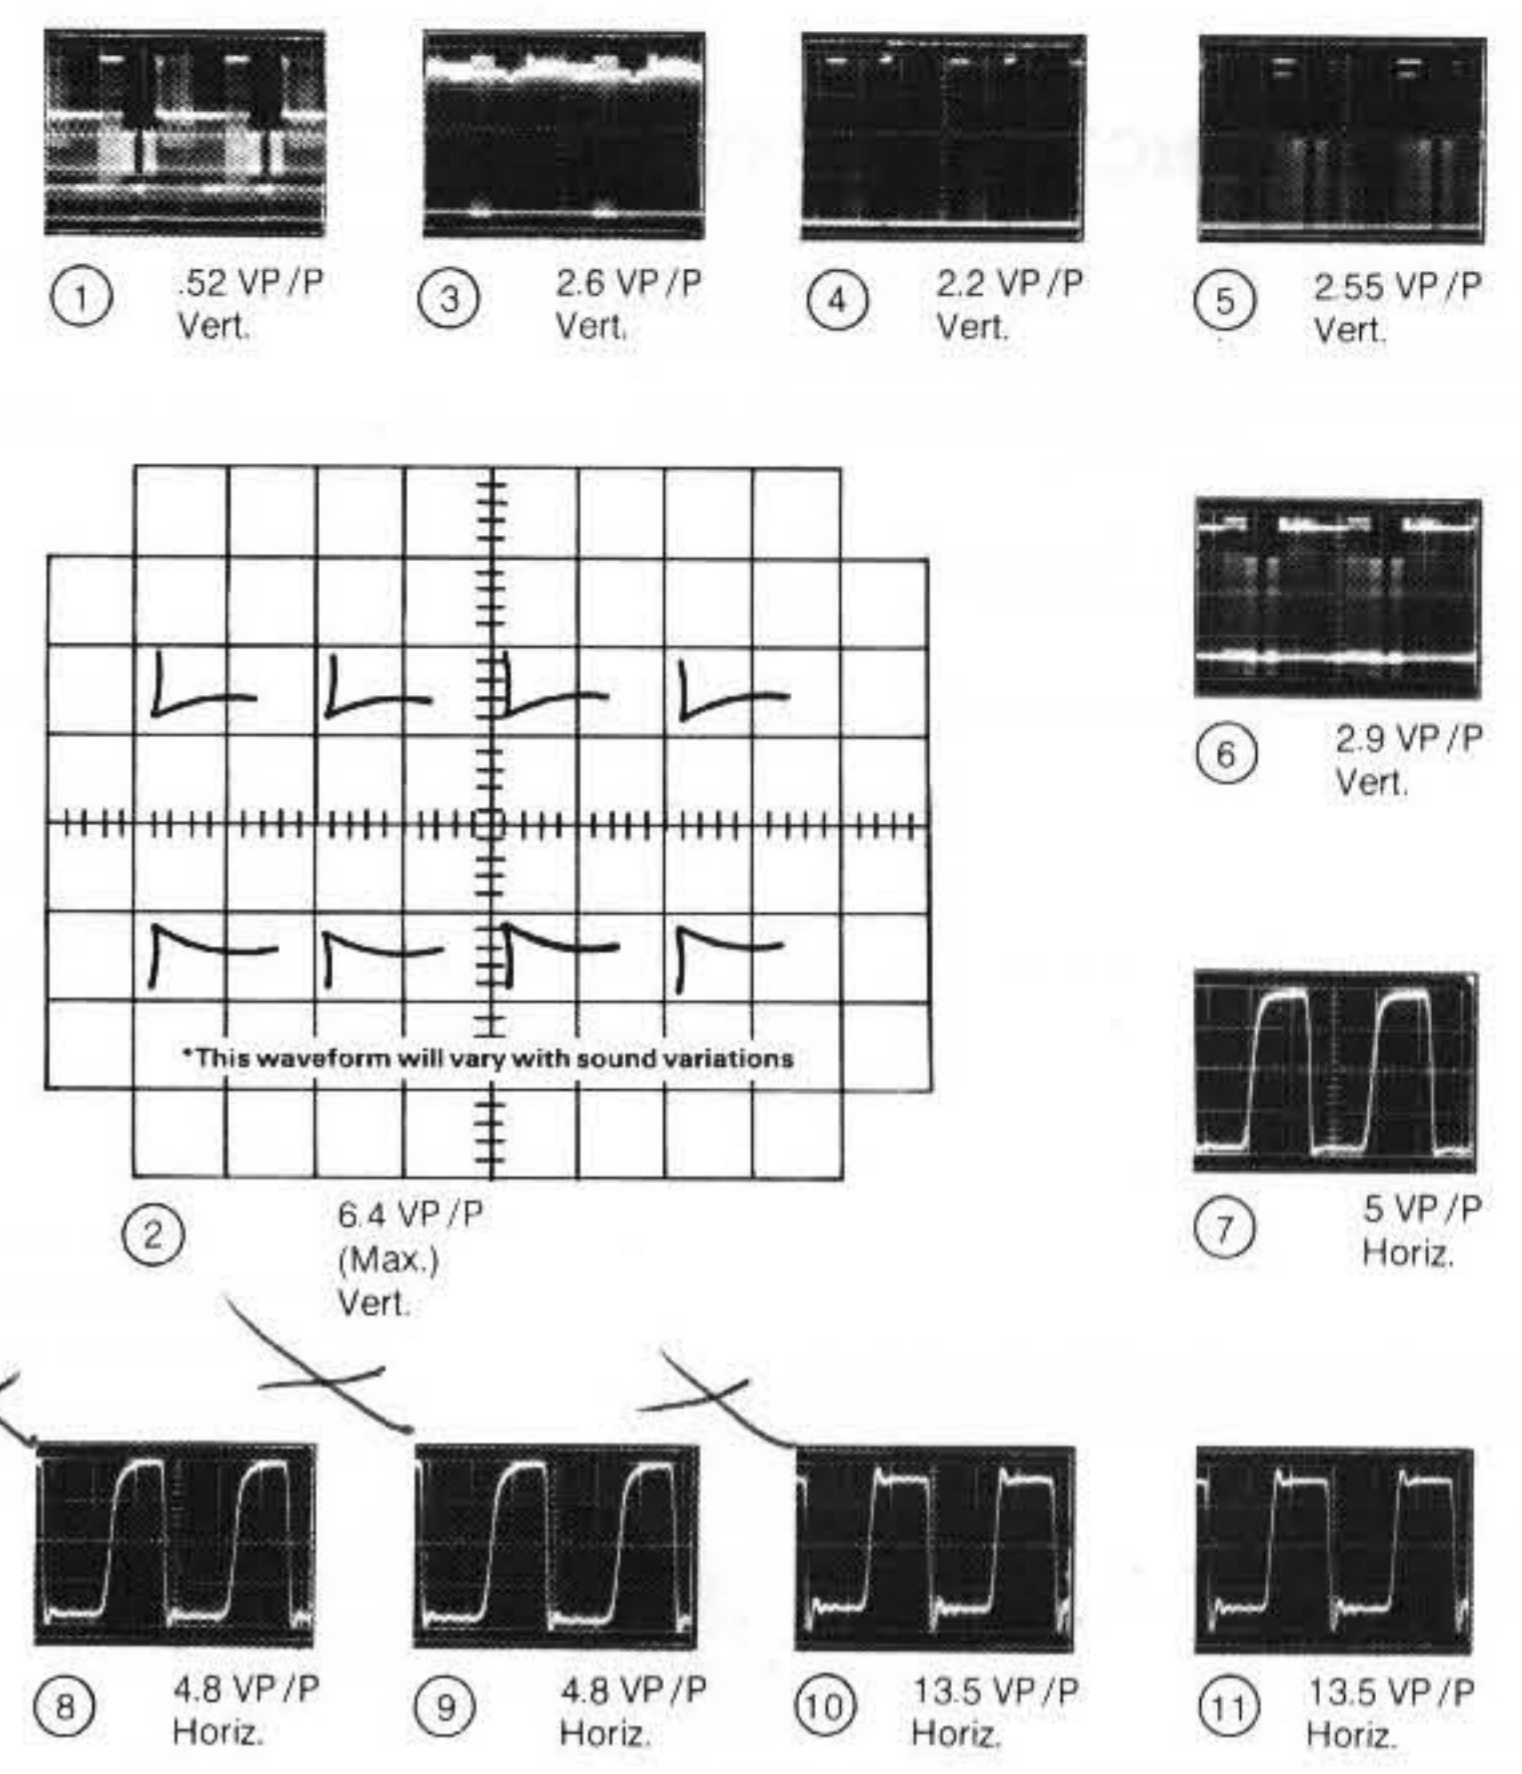 1
.52 VP/P
Vert.
3
2.6 VP/P
Vert.
4
2.2 VP/P
Vert.
5
2.55 VP/P
Vert.
6
2.9 VP/P
Vert.
*This waveform will vary with sound variations
2
6.4 VP/P
(Max.)
Vert.
7
5 VP/P
Horiz.
8
4.8 VP/P
Horiz.
9
4.8 VP/P
Horiz.
10
13.5 VP/P
Horiz.
11
13.5 VP/P
Horiz.